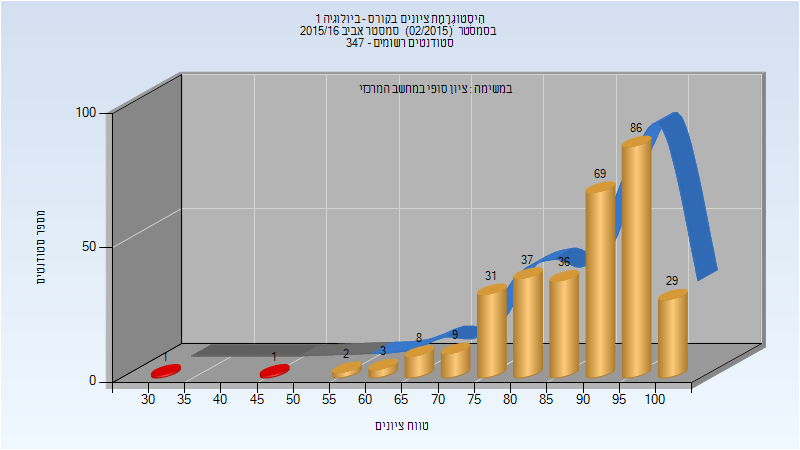 היסטוגרמת ציונים בקורס - ביולוגיה 1
בסמסטר (02/2015) סמסטר אביב 2015/16
סטודנטים רשומים - 347
במשימה : ציון סופי במחשב המרכזי
מספר סטודנטים
100
50
0
1
1
2
3
8
9
31
37
36
69
86
29
30 35 40 45 50 55 60 65 70 75 80 85 90 95 100
טווח ציונים